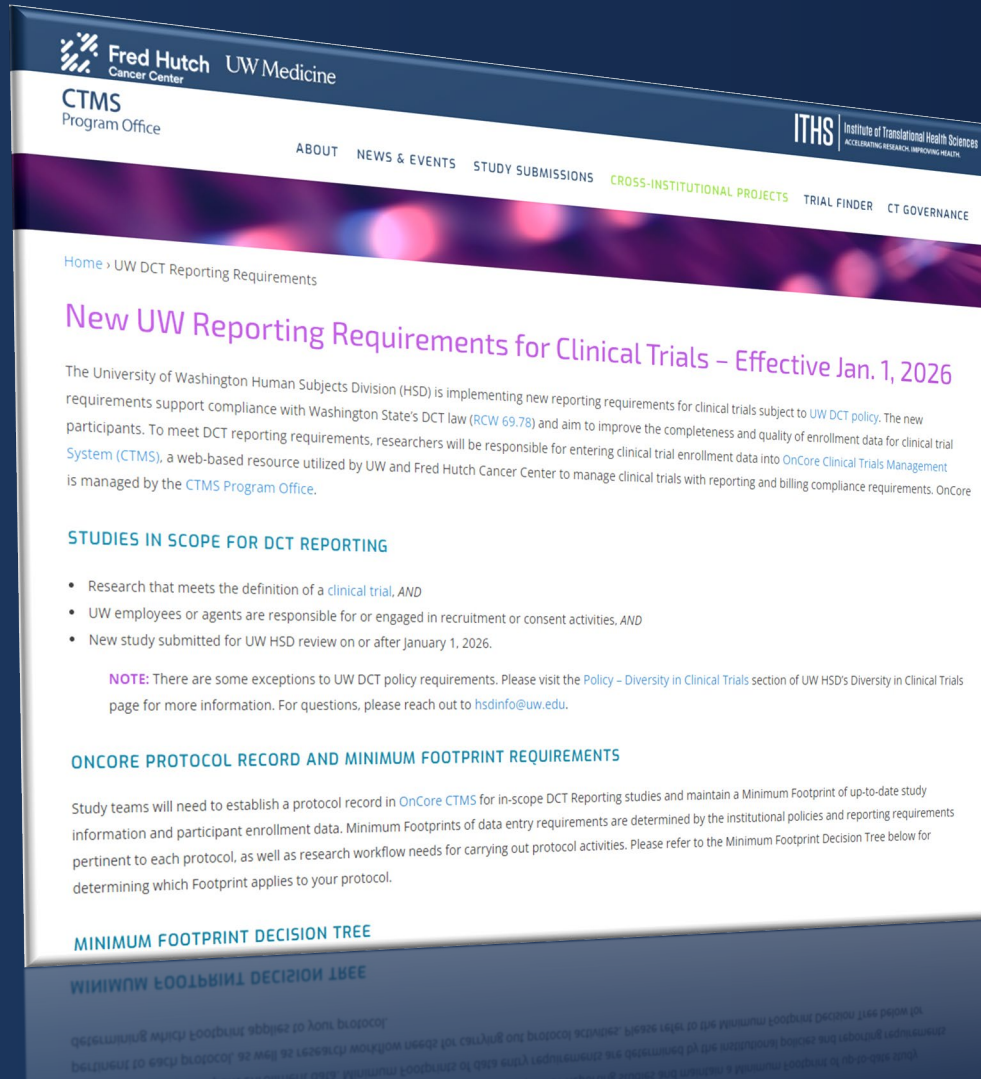 Fred Hutch
Cancer Center
UW Medicine
CTMS
Program Office
ITHS
Institute of Translational Health Sciences
ACCELERATING RESEARCH. IMPROVING HEALTH.
ABOUT NEWS & EVENTS STUDY SUBMISSIONS CROSS-INSTITUTIONAL PROJECTS TRIAL FINDER CT GOVERNANCE
Home › UW DCT Reporting Requirements
New UW Reporting Requirements for Clinical Trials – Effective Jan. 1, 2026
The University of Washington Human Subjects Division (HSD) is implementing new reporting requirements for clinical trials subject to UW DCT policy. The new
requirements support compliance with Washington State's DCT law (RCW 69.78) and aim to improve the completeness and quality of enrollment data for clinical trial
participants. To meet DCT reporting requirements, researchers will be responsible for entering clinical trial enrollment data into OnCore Clinical Trials Management
System (CTMS), a web-based resource utilized by UW and Fred Hutch Cancer Center to manage clinical trials with reporting and billing compliance requirements. OnCore
is managed by the CTMS Program Office.
STUDIES IN SCOPE FOR DCT REPORTING
• Research that meets the definition of a clinical trial, AND
• UW employees or agents are responsible for or engaged in recruitment or consent activities, AND
• New study submitted for UW HSD review on or after January 1, 2026.
NOTE: There are some exceptions to UW DCT policy requirements. Please visit the Policy – Diversity in Clinical Trials section of UW HSD's Diversity in Clinical Trials
page for more information. For questions, please reach out to hsdinfo@uw.edu.
ONCORE PROTOCOL RECORD AND MINIMUM FOOTPRINT REQUIREMENTS
Study teams will need to establish a protocol record in OnCore CTMS for in-scope DCT Reporting studies and maintain a Minimum Footprint of up-to-date study
information and participant enrollment data. Minimum Footprints of data entry requirements are determined by the institutional policies and reporting requirements
pertinent to each protocol, as well as research workflow needs for carrying out protocol activities. Please refer to the Minimum Footprint Decision Tree below for
determining which Footprint applies to your protocol.
MINIMUM FOOTPRINT DECISION TREE